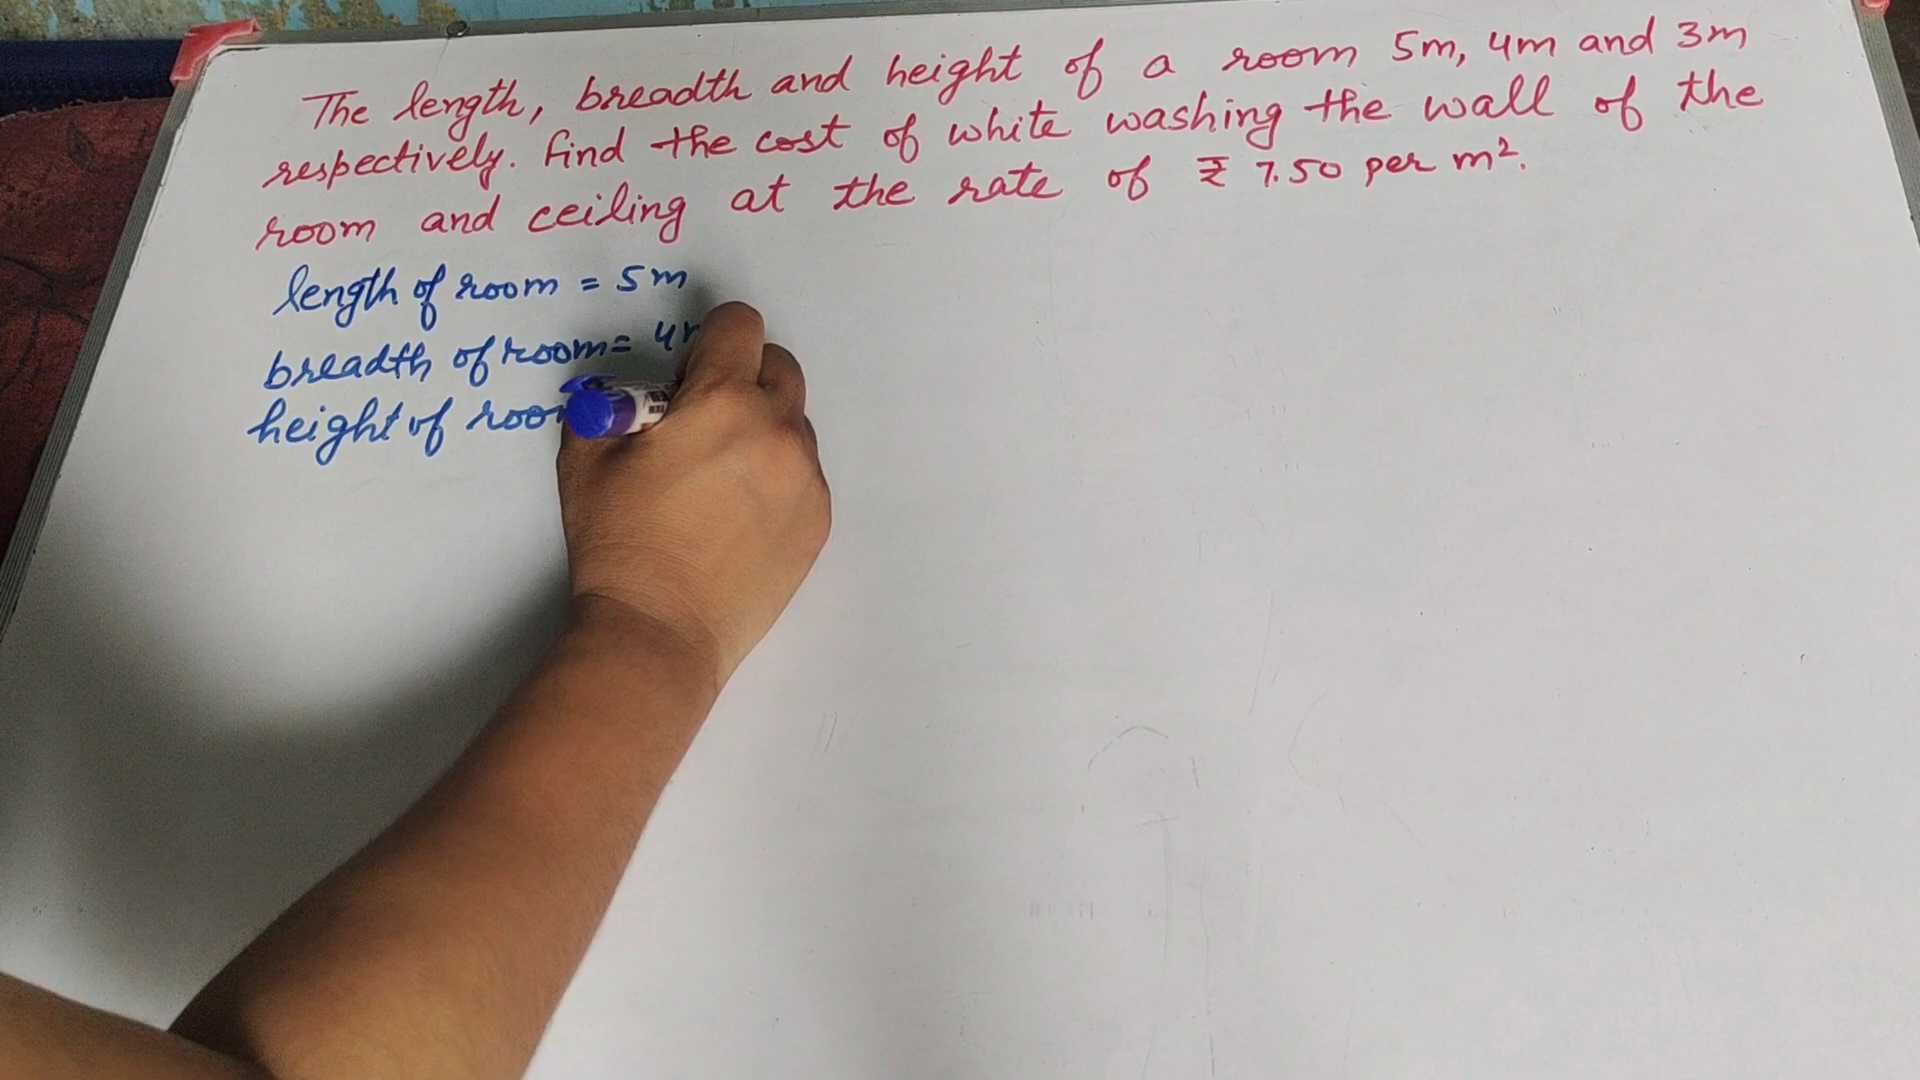 The length, breadth and height of a room 5m, 4m and 3m
respectively. Find the cost of white washing the wall of the
room and ceiling at the rate of ₹ 7.50 per m².
length of room = 5m
breadth of room = 4
height of